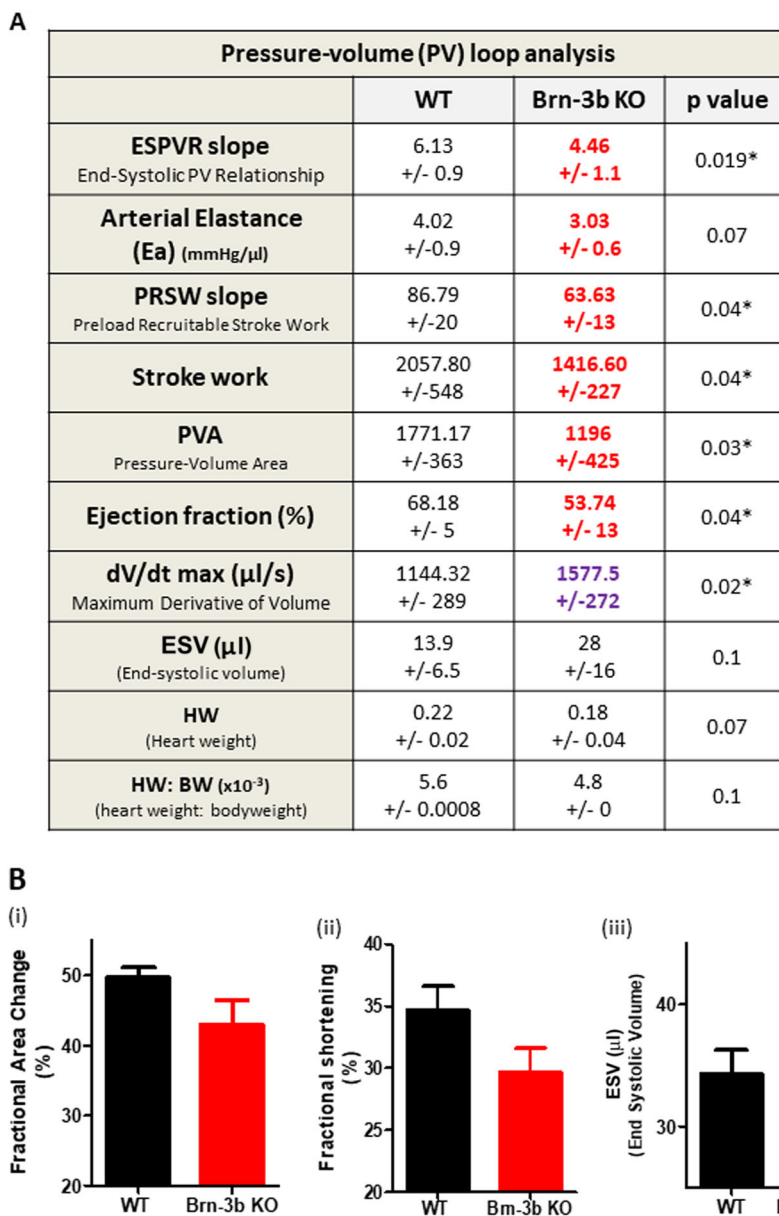 A
Pressure-volume (PV) loop analysis
WT Brn-3b KO p value
ESPVR slope
End-Systolic PV Relationship
6.13
+/- 0.9
4.46
+/- 1.1
0.019*
Arterial Elastance
(Ea) (mmHg/μl)
4.02
+/-0.9
3.03
+/- 0.6
0.07
PRSW slope
Preload Recruitable Stroke Work
86.79
+/-20
63.63
+/-13
0.04*
Stroke work
2057.80
+/-548
1416.60
+/-227
0.04*
PVA
Pressure-Volume Area
1771.17
+/-363
1196
+/-425
0.03*
Ejection fraction (%)
68.18
+/- 5
53.74
+/- 13
0.04*
dV/dt max (μl/s)
Maximum Derivative of Volume
1144.32
+/- 289
1577.5
+/-272
0.02*
ESV (μl)
(End-systolic volume)
13.9
+/-6.5
28
+/-16
0.1
HW
(Heart weight)
0.22
+/- 0.02
0.18
+/- 0.04
0.07
HW: BW (x10⁻³)
(heart weight: bodyweight)
5.6
+/- 0.0008
4.8
+/- 0
0.1
B
(i)
Fractional Area Change
(%)
50
40
30
20
WT Brn-3b KO
(ii)
Fractional shortening
(%)
40
35
30
25
20
WT Brn-3b KO
(iii)
ESV (μl)
(End Systolic Volume)
40
30
WT